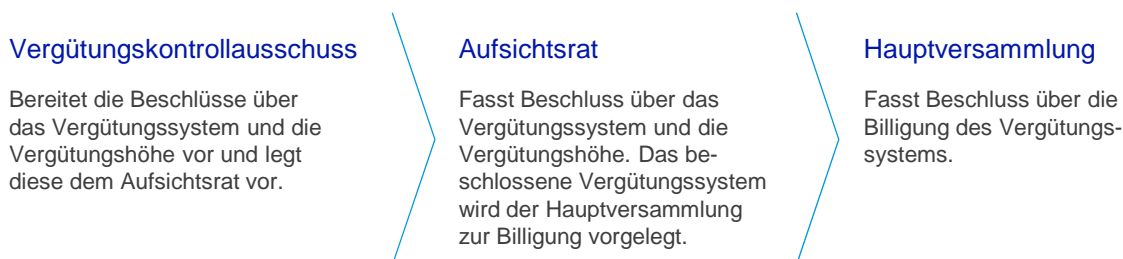 Vergütungskontrollausschuss
Bereitet die Beschlüsse über
das Vergütungssystem und die
Vergütungshöhe vor und legt
diese dem Aufsichtsrat vor.
Aufsichtsrat
Fasst Beschluss über das
Vergütungssystem und die
Vergütungshöhe. Das be-
schlossene Vergütungssystem
wird der Hauptversammlung
zur Billigung vorgelegt.
Hauptversammlung
Fasst Beschluss über die
Billigung des Vergütungs-
systems.